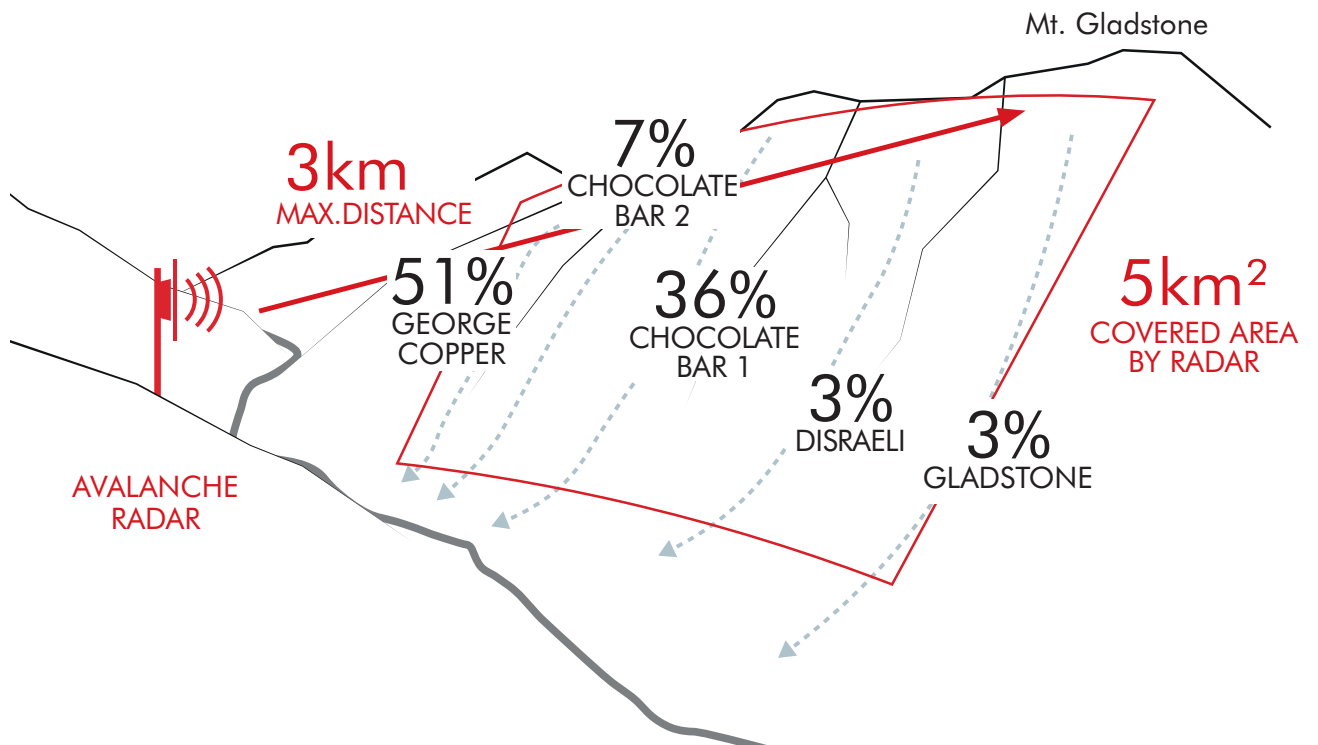 Mt. Gladstone
7%
CHOCOLATE
BAR 2
3km
MAX.DISTANCE
51%
GEORGE
COPPER
36%
CHOCOLATE
BAR 1
5km²
COVERED AREA
BY RADAR
3%
DISRAELI
3%
GLADSTONE
AVALANCHE
RADAR